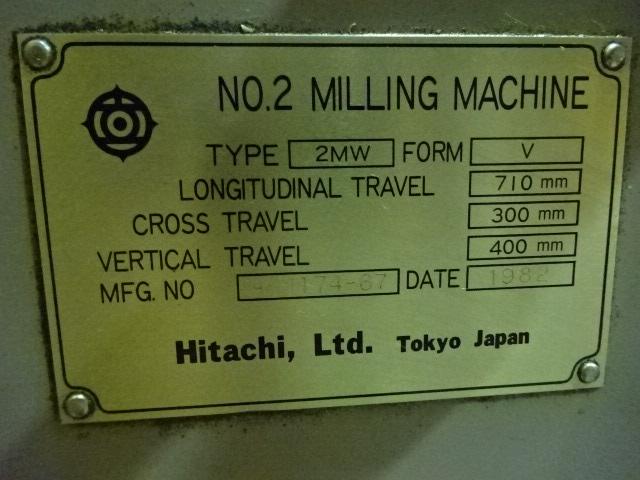 NO.2 MILLING MACHINE
TYPE 2MW FORM V
LONGITUDINAL TRAVEL 710 mm
CROSS TRAVEL 300 mm
VERTICAL TRAVEL 400 mm
MFG. NO DATE 1982
Hitachi, Ltd. Tokyo Japan